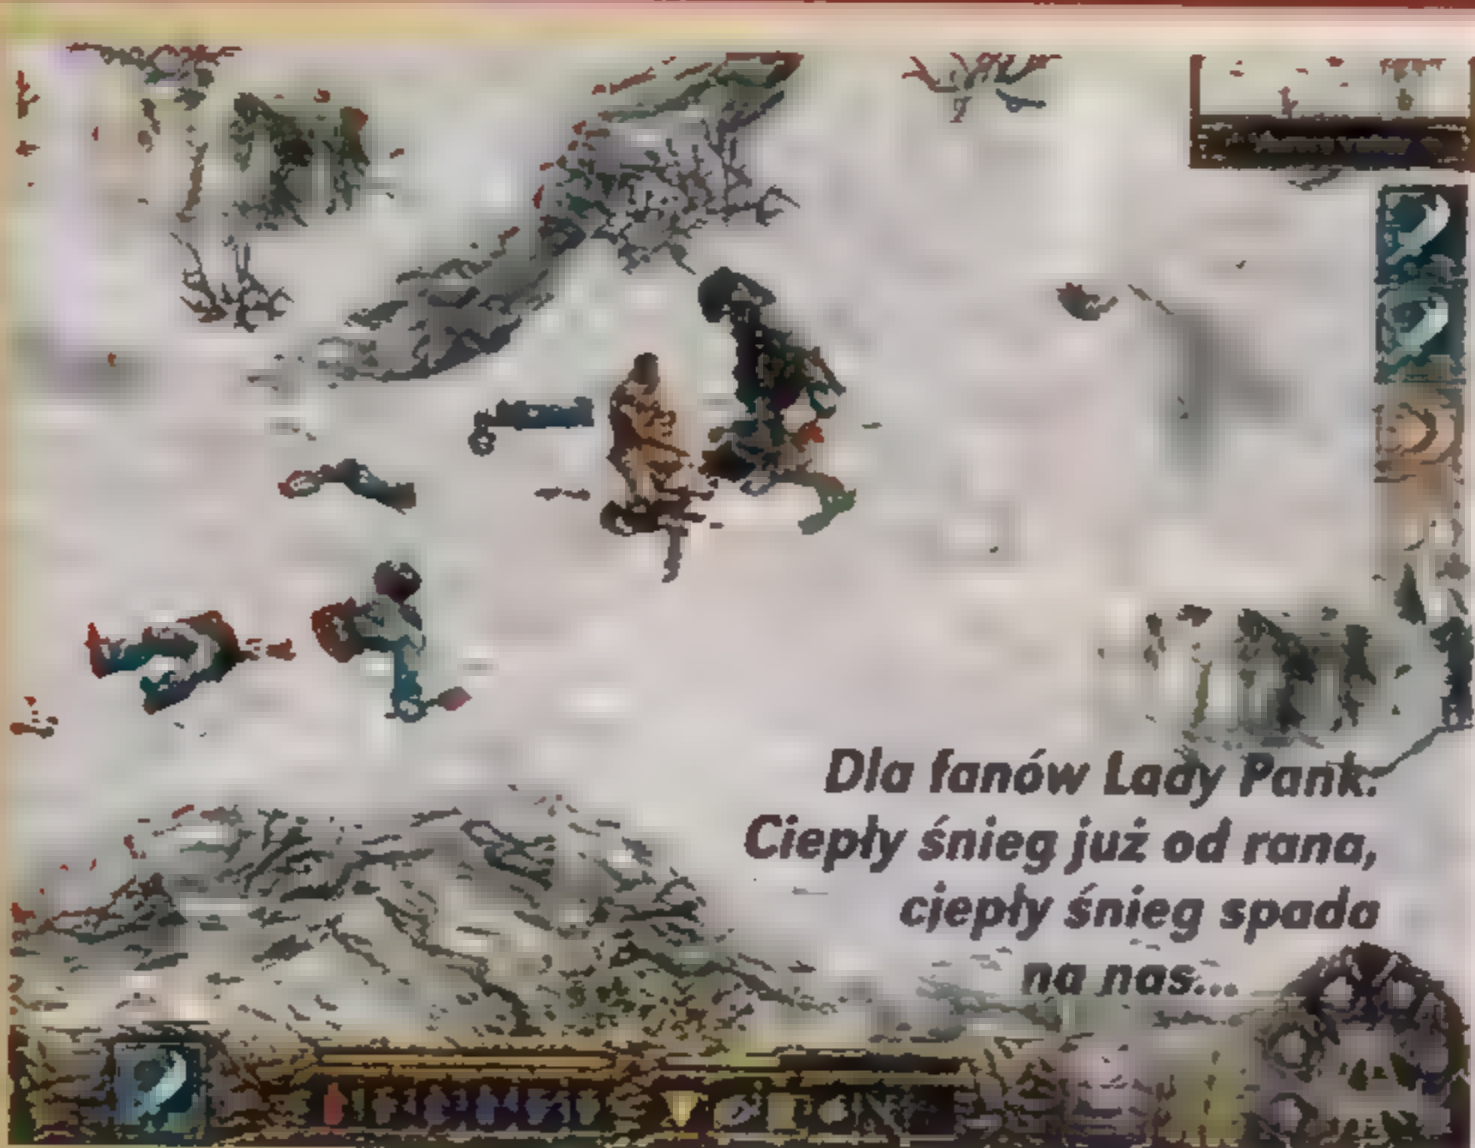 Dla fanów Lady Pank.
Ciepły śnieg już od rana,
ciepły śnieg spada
na nas...